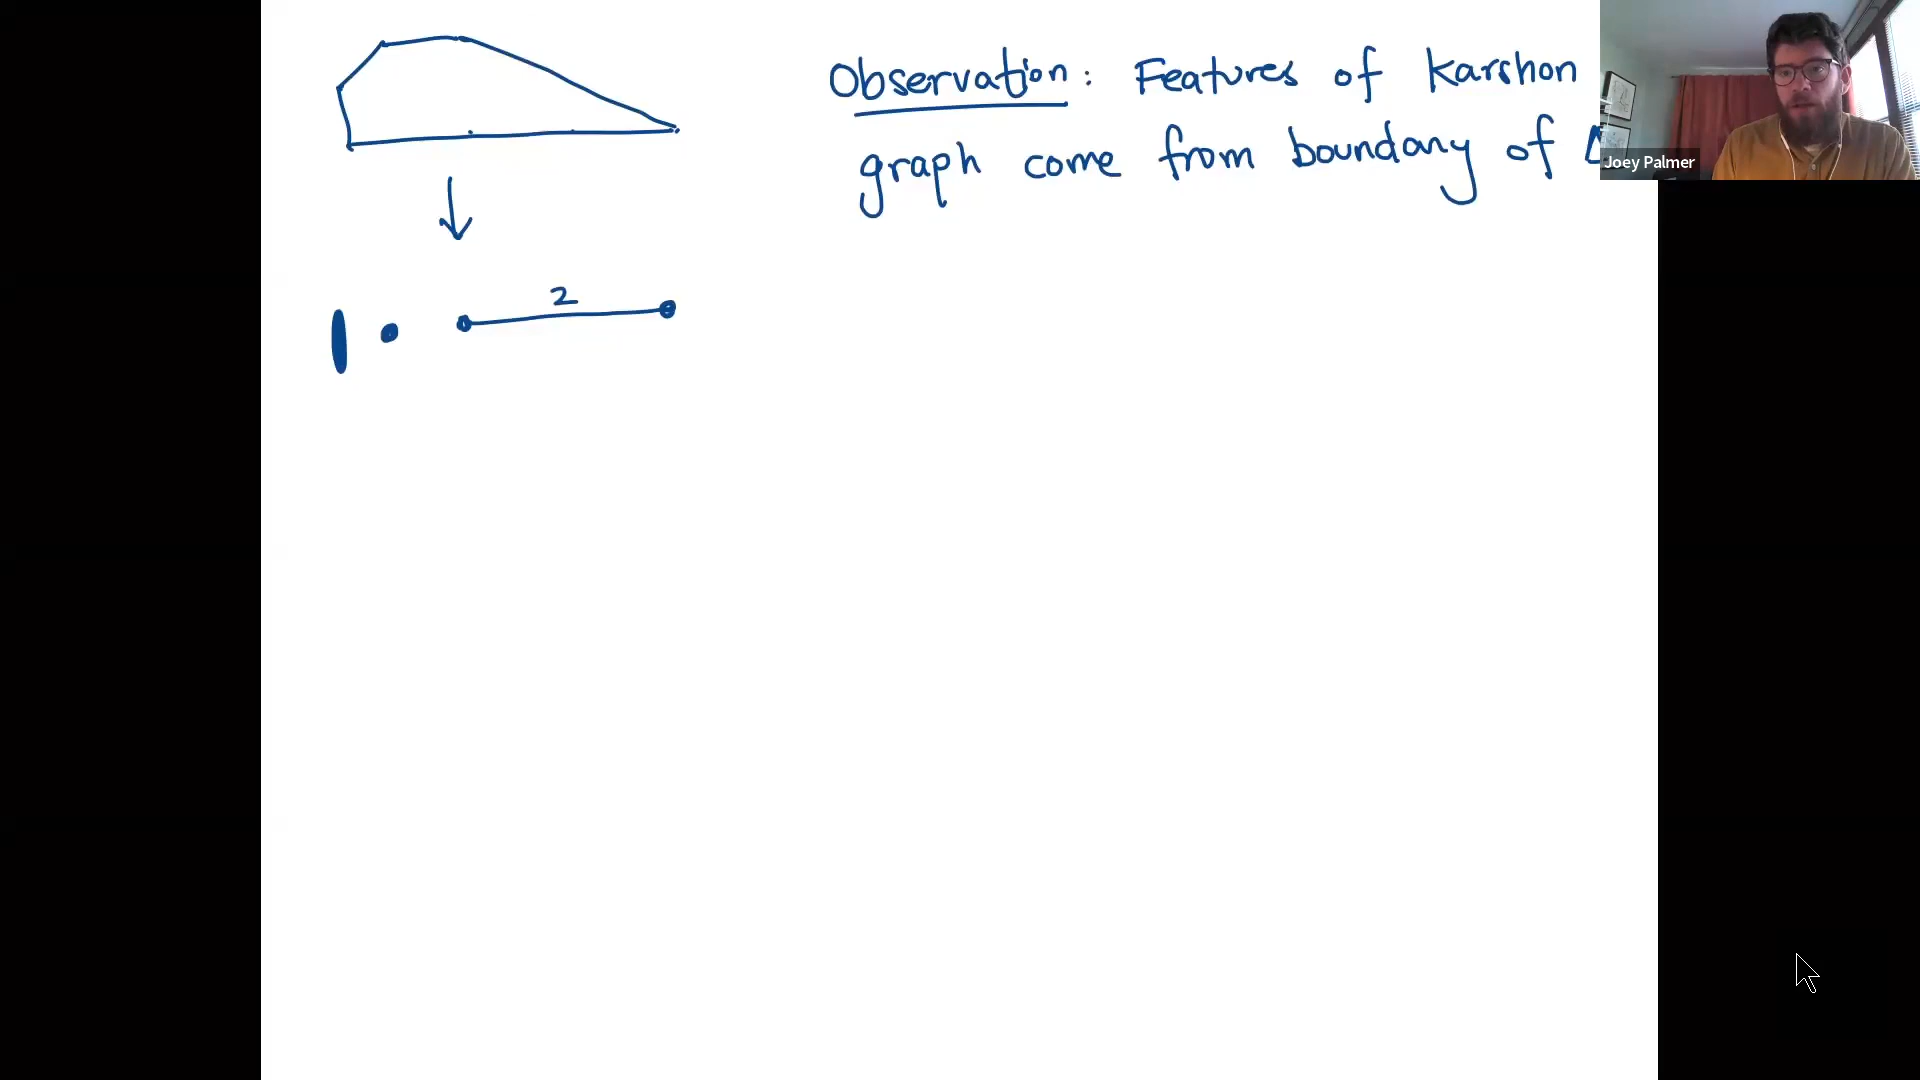 Observation: Features of Karshon
graph come from boundary of
Joey Palmer
2